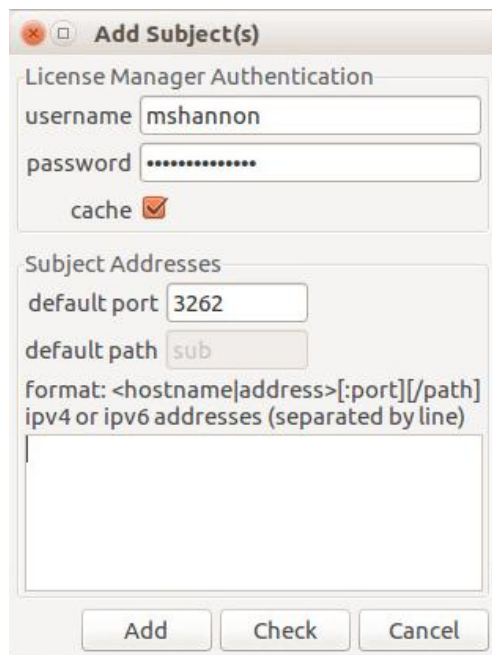 Add Subject(s)
License Manager Authentication
username mshannon
password ••••••••••••••
cache
Subject Addresses
default port 3262
default path sub
format: <hostname|address>[:port][/path]
ipv4 or ipv6 addresses (separated by line)
Add Check Cancel